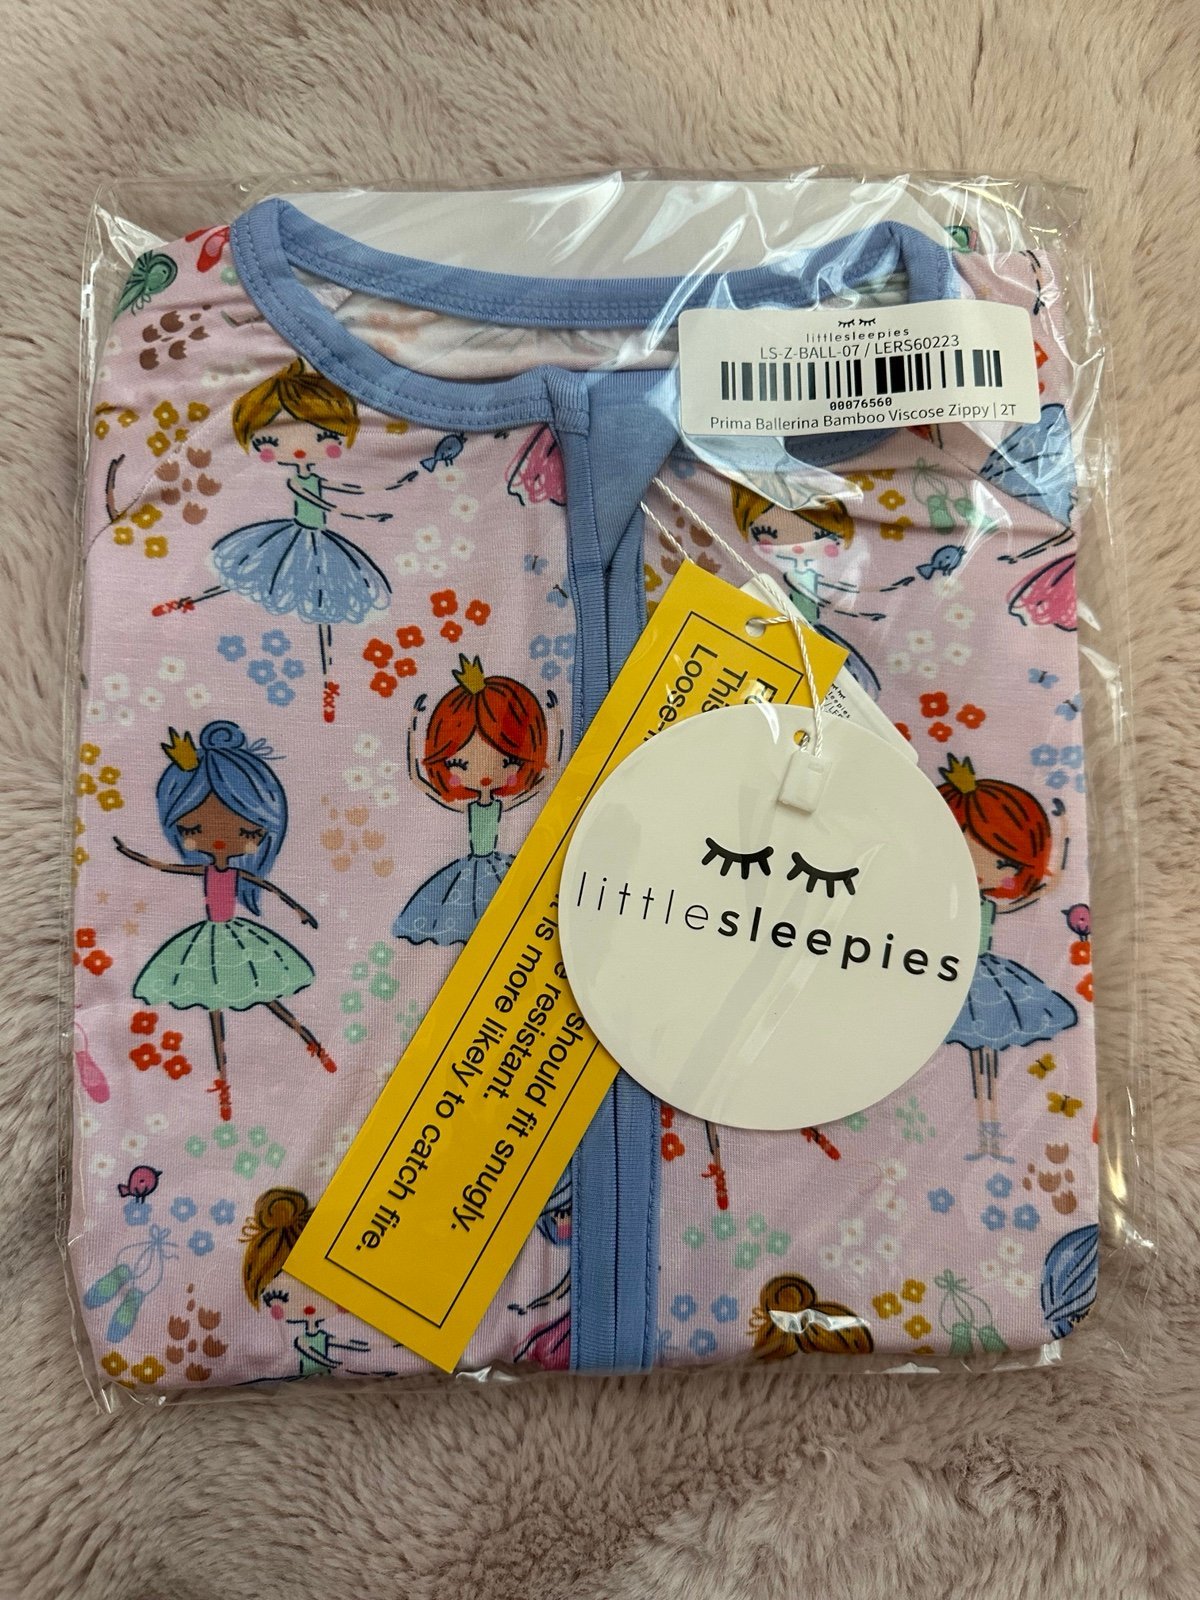 littlesleepies
LS-Z-BALL-07 / LERS60223
00076560
Prima Ballerina Bamboo Viscose Zippy | 2T
This
Loose-
should fit snugly.
resistant.
is more likely to catch fire.
littlesleepies